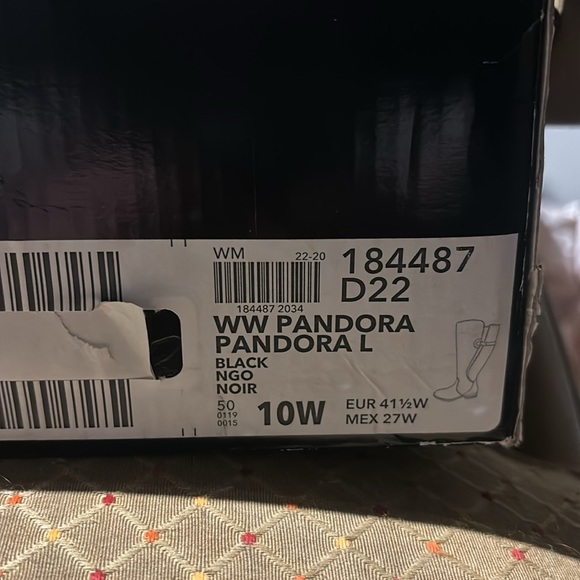 WM 22-20
184487 2034
184487
D22
WW PANDORA
PANDORA L
BLACK
NGO
NOIR
50
0119
0015
10W
EUR 41½W
MEX 27W